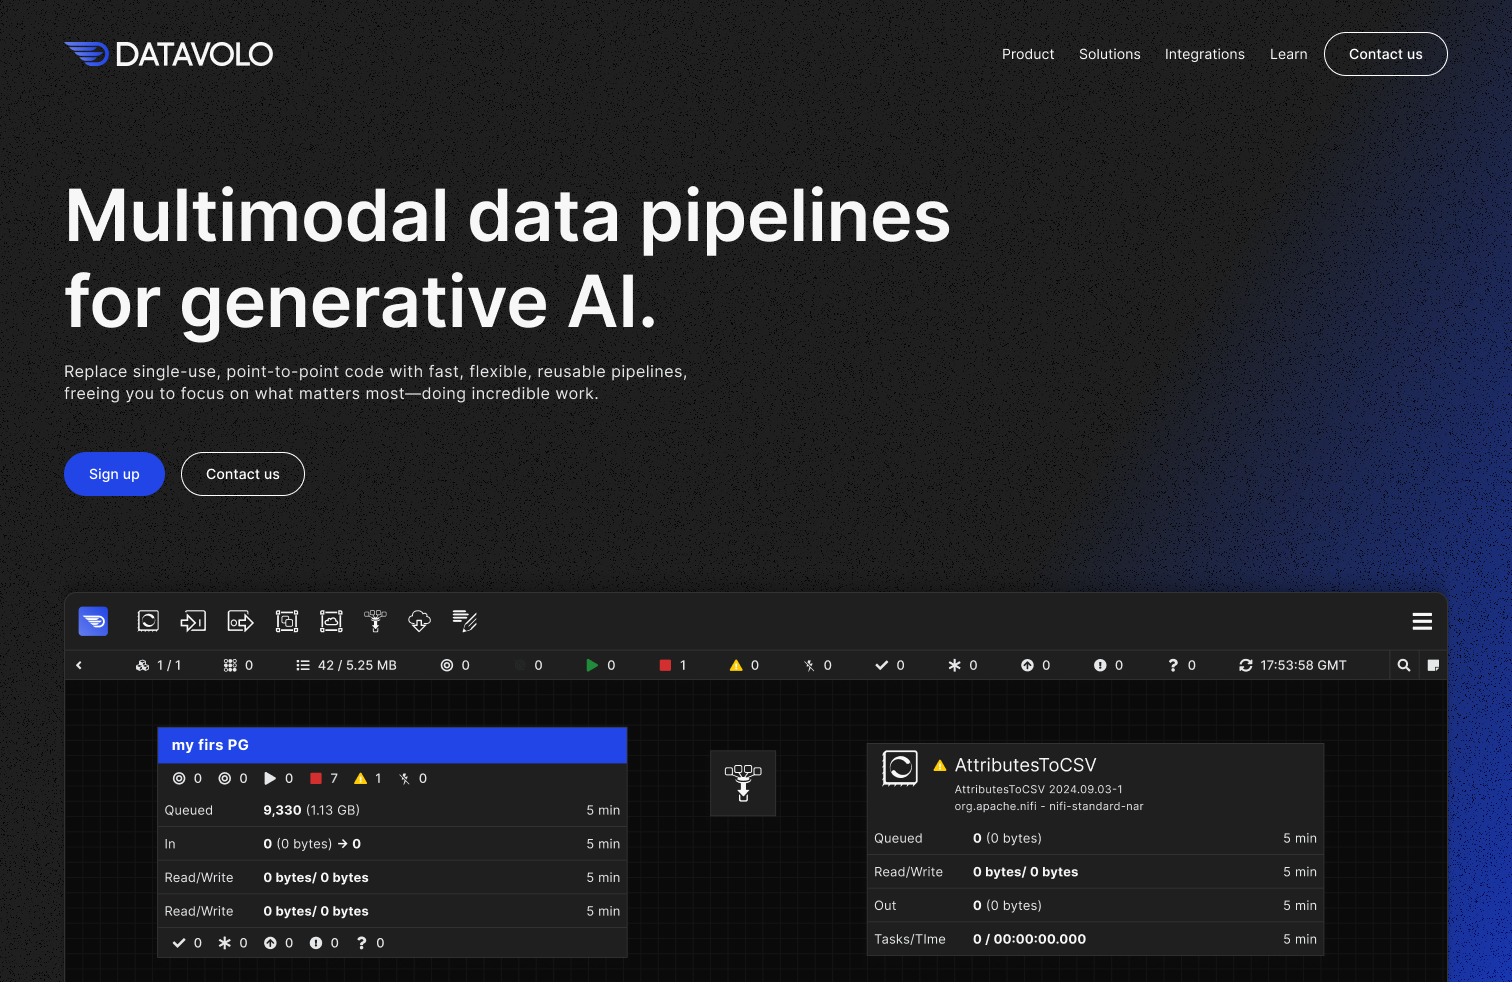 DATAVOLO
Product Solutions Integrations Learn Contact us
Multimodal data pipelines
for generative AI.
Replace single-use, point-to-point code with fast, flexible, reusable pipelines,
freeing you to focus on what matters most—doing incredible work.
Sign up Contact us
1 / 1 0 42 / 5.25 MB 0 0 0 1 0 0 0 0 0 0 0 17:53:58 GMT
my firs PG
0 0 0 7 1 0
Queued 9,330 (1.13 GB) 5 min
In 0 (0 bytes) → 0 5 min
Read/Write 0 bytes/ 0 bytes 5 min
Read/Write 0 bytes/ 0 bytes 5 min
0 0 0 0 0
AttributesToCSV
AttributesToCSV 2024.09.03-1
org.apache.nifi - nifi-standard-nar
Queued 0 (0 bytes) 5 min
Read/Write 0 bytes/ 0 bytes 5 min
Out 0 (0 bytes) 5 min
Tasks/TIme 0 / 00:00:00.000 5 min